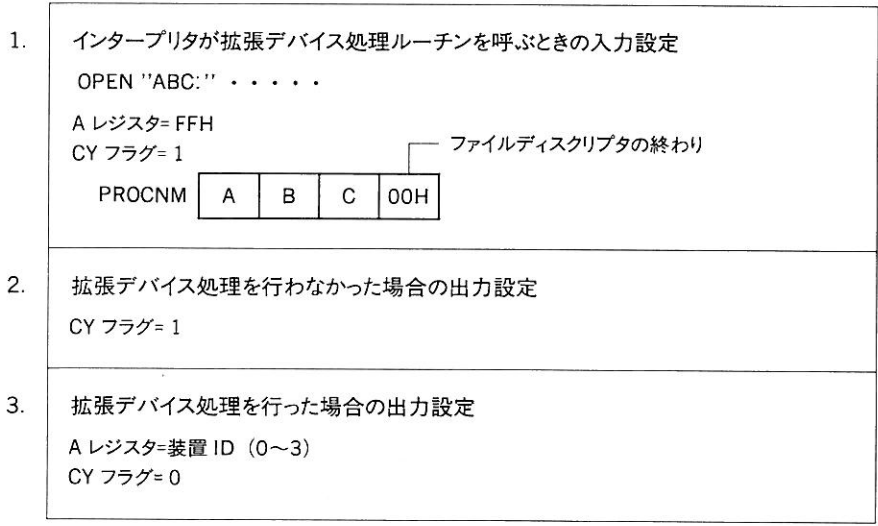 1. インタープリタが拡張デバイス処理ルーチンを呼ぶときの入力設定
OPEN ''ABC:'' ・・・・・
A レジスタ= FFH
CY フラグ= 1
ファイルディスクリプタの終わり
PROCNM A B C 00H
2. 拡張デバイス処理を行わなかった場合の出力設定
CY フラグ= 1
3. 拡張デバイス処理を行った場合の出力設定
A レジスタ=装置 ID (0〜3)
CY フラグ= 0